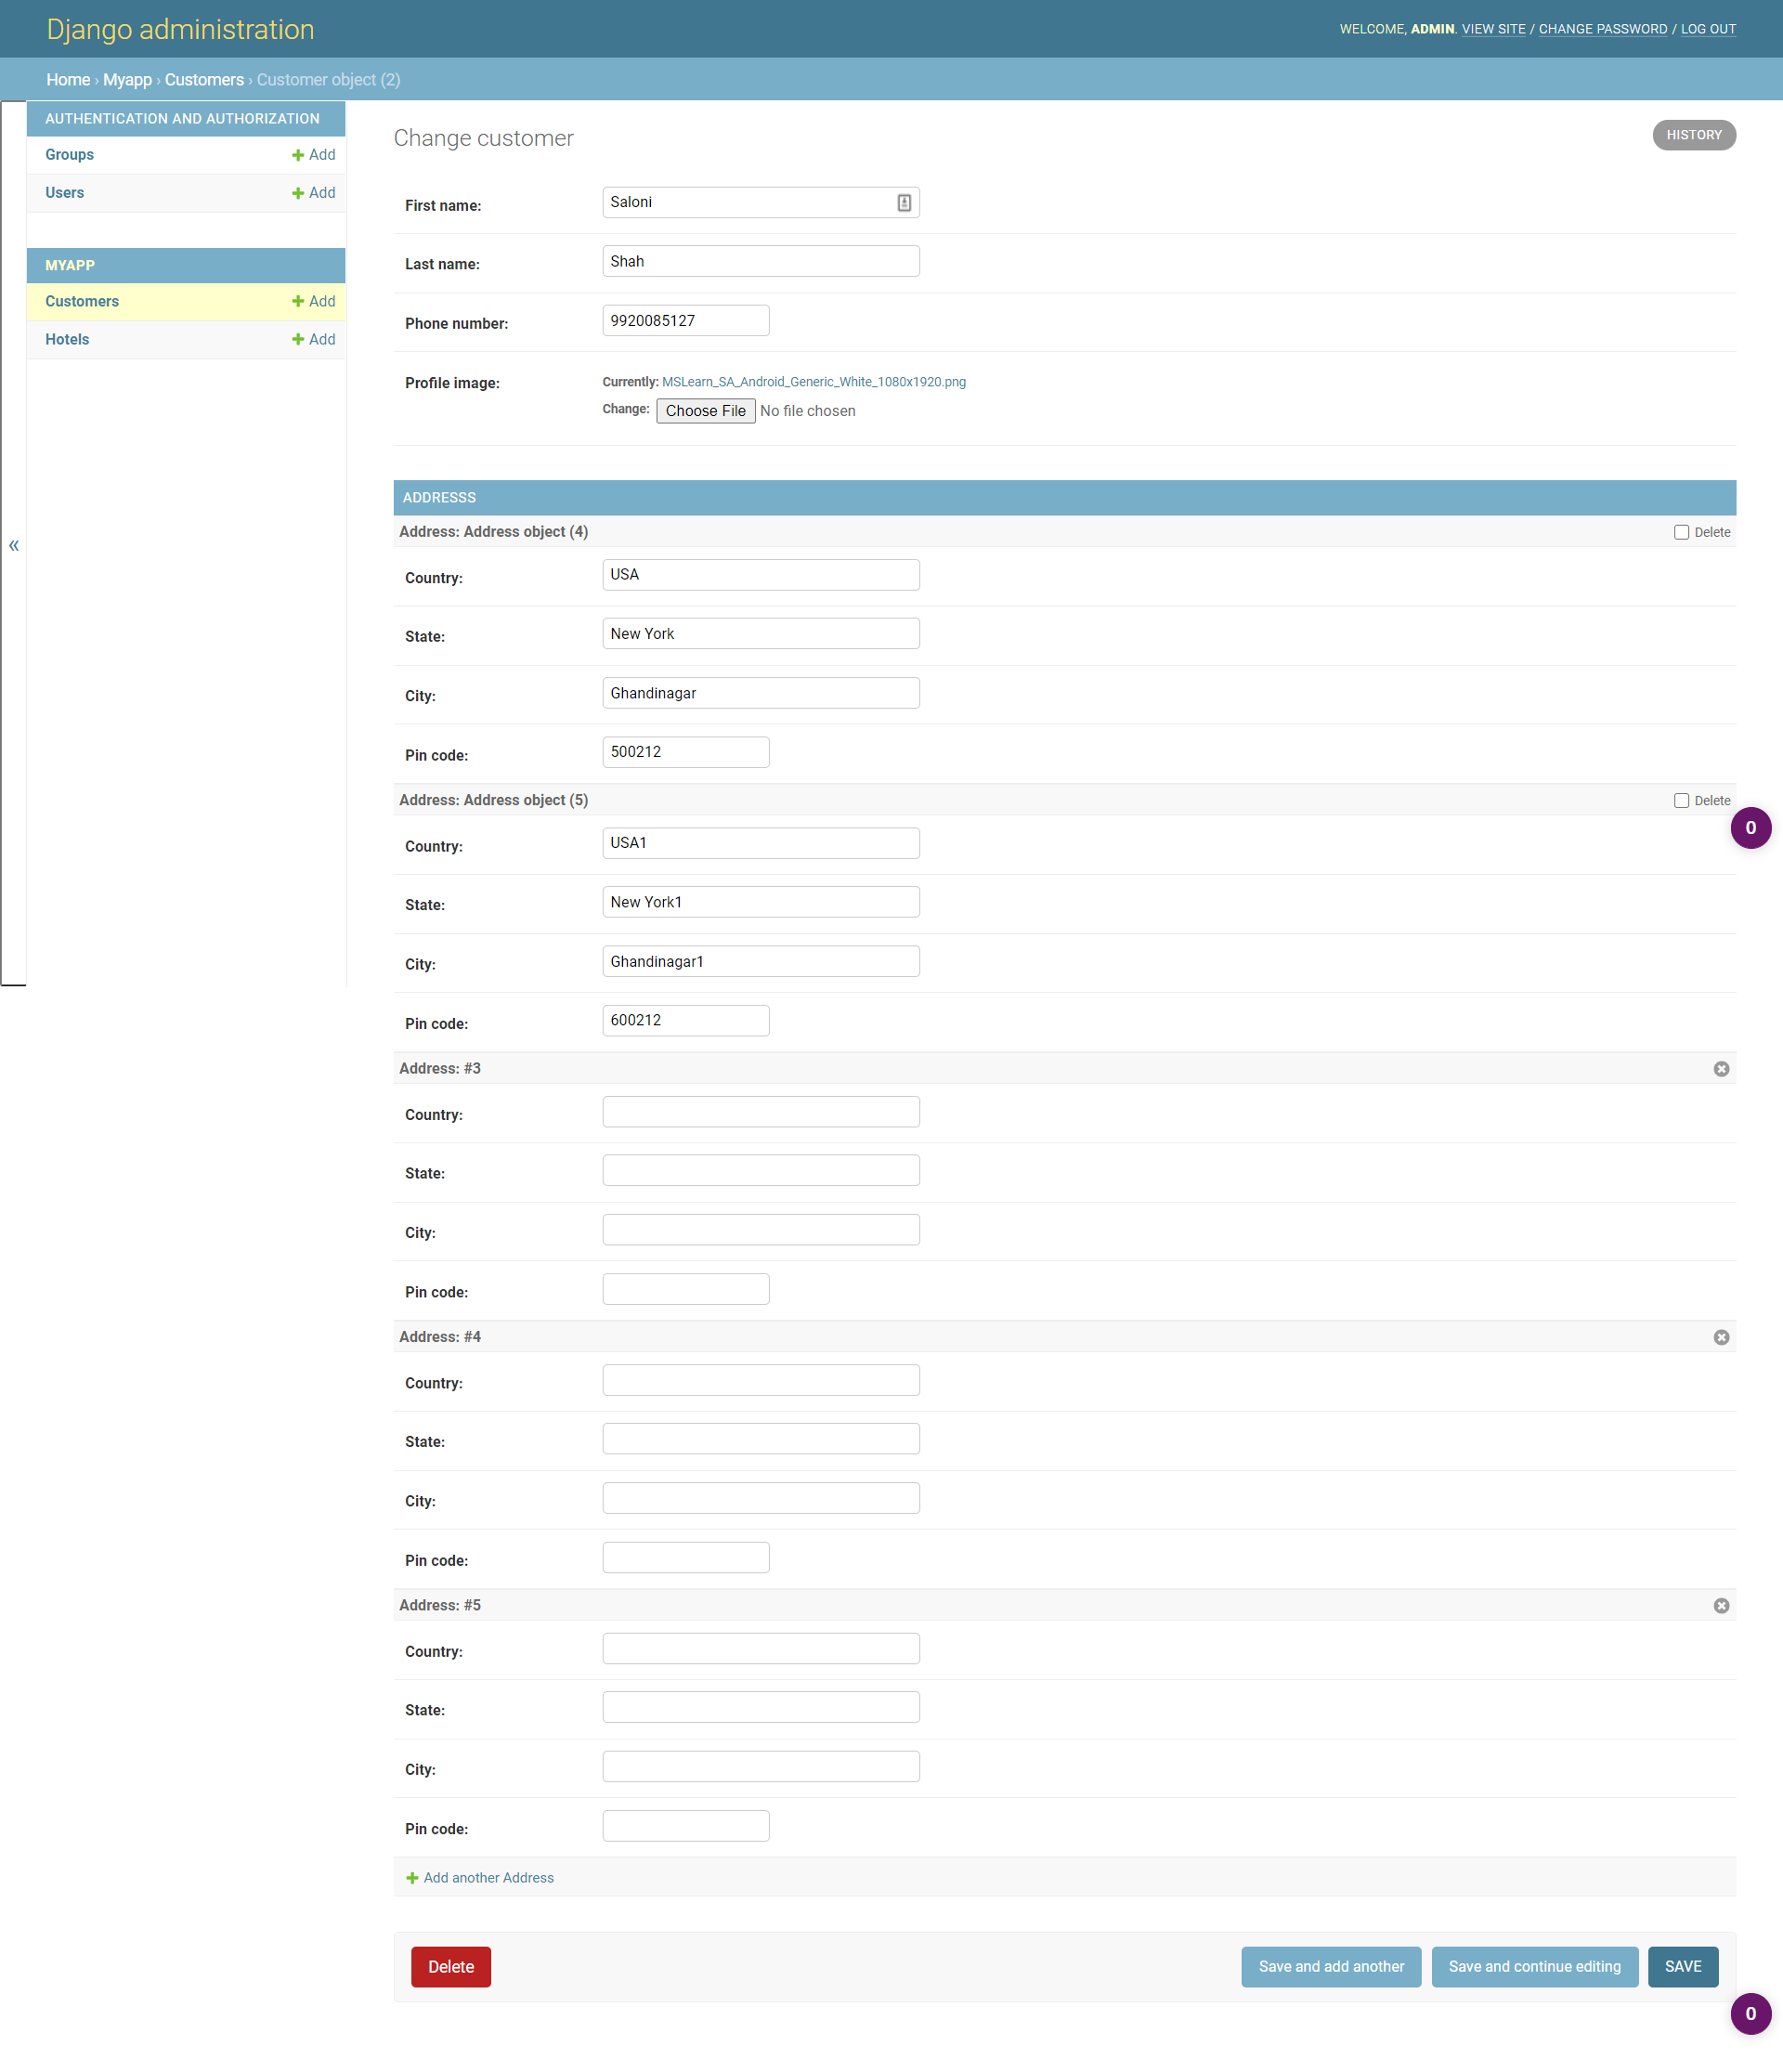 Django administration
WELCOME, ADMIN. VIEW SITE / CHANGE PASSWORD / LOG OUT
Home › Myapp › Customers › Customer object (2)
AUTHENTICATION AND AUTHORIZATION
Groups Add
Users Add
MYAPP
Customers Add
Hotels Add
«
Change customer
HISTORY
First name: Saloni
Last name: Shah
Phone number: 9920085127
Profile image: Currently: MSLearn_SA_Android_Generic_White_1080x1920.png
Change: Choose File No file chosen
ADDRESSS
Address: Address object (4) Delete
Country: USA
State: New York
City: Ghandinagar
Pin code: 500212
Address: Address object (5) Delete
0
Country: USA1
State: New York1
City: Ghandinagar1
Pin code: 600212
Address: #3
Country:
State:
City:
Pin code:
Address: #4
Country:
State:
City:
Pin code:
Address: #5
Country:
State:
City:
Pin code:
Add another Address
Delete Save and add another Save and continue editing SAVE
0